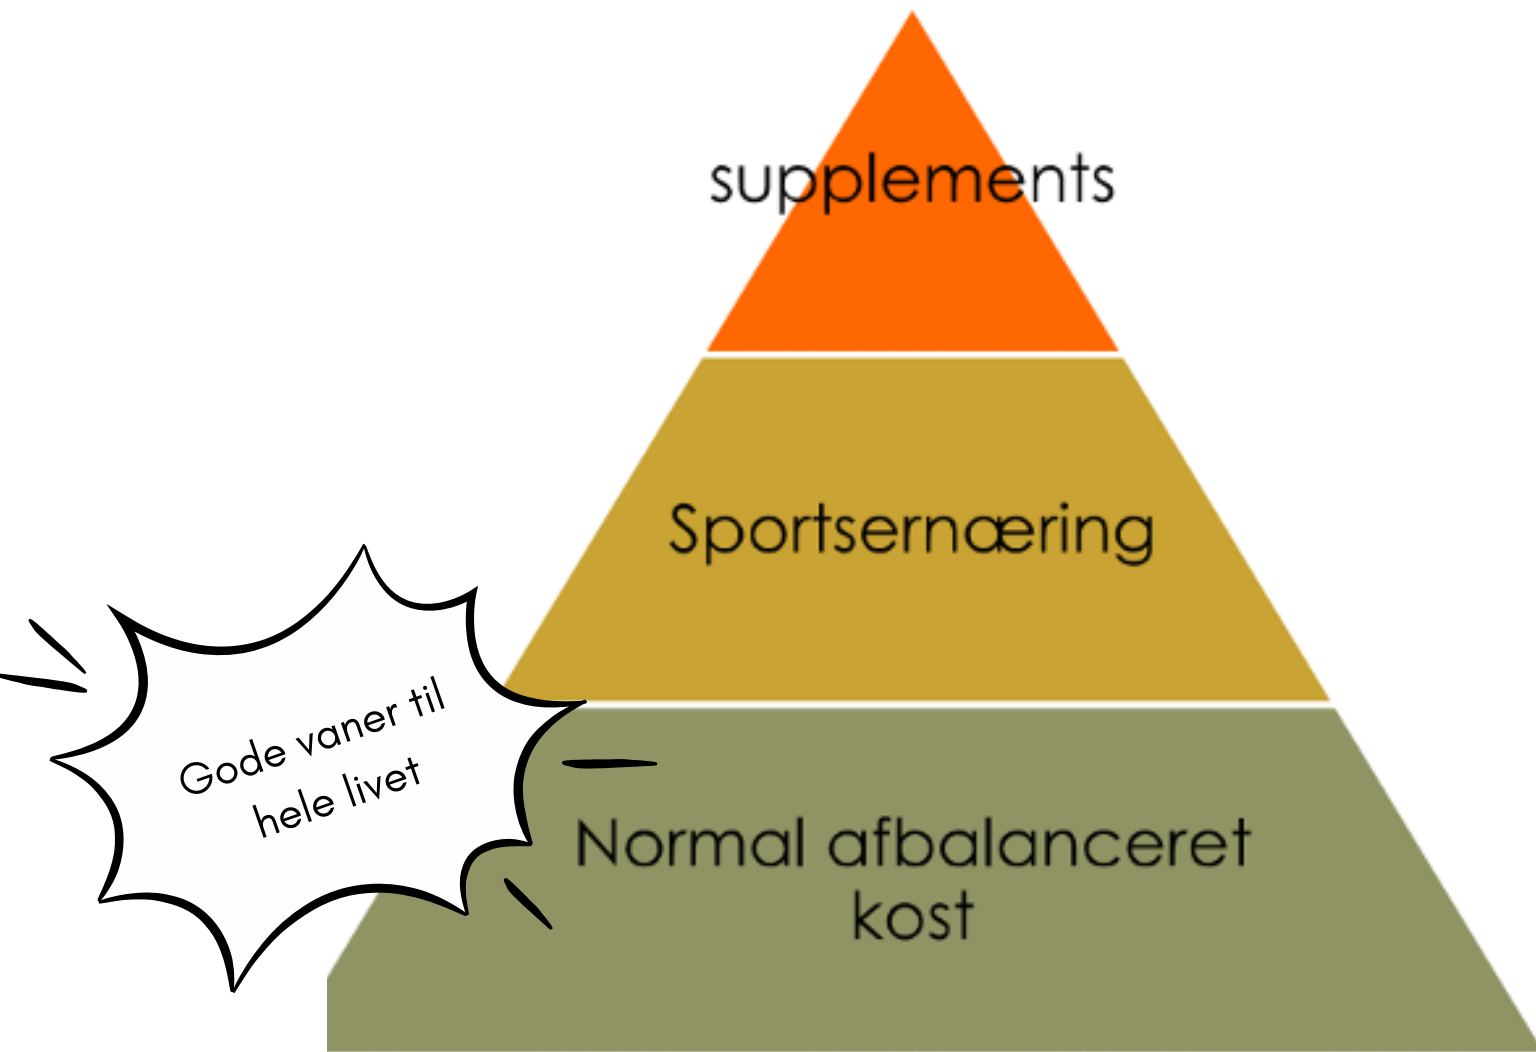 supplements
Sportsernæring
Gode vaner til
hele livet
Normal afbalanceret
kost